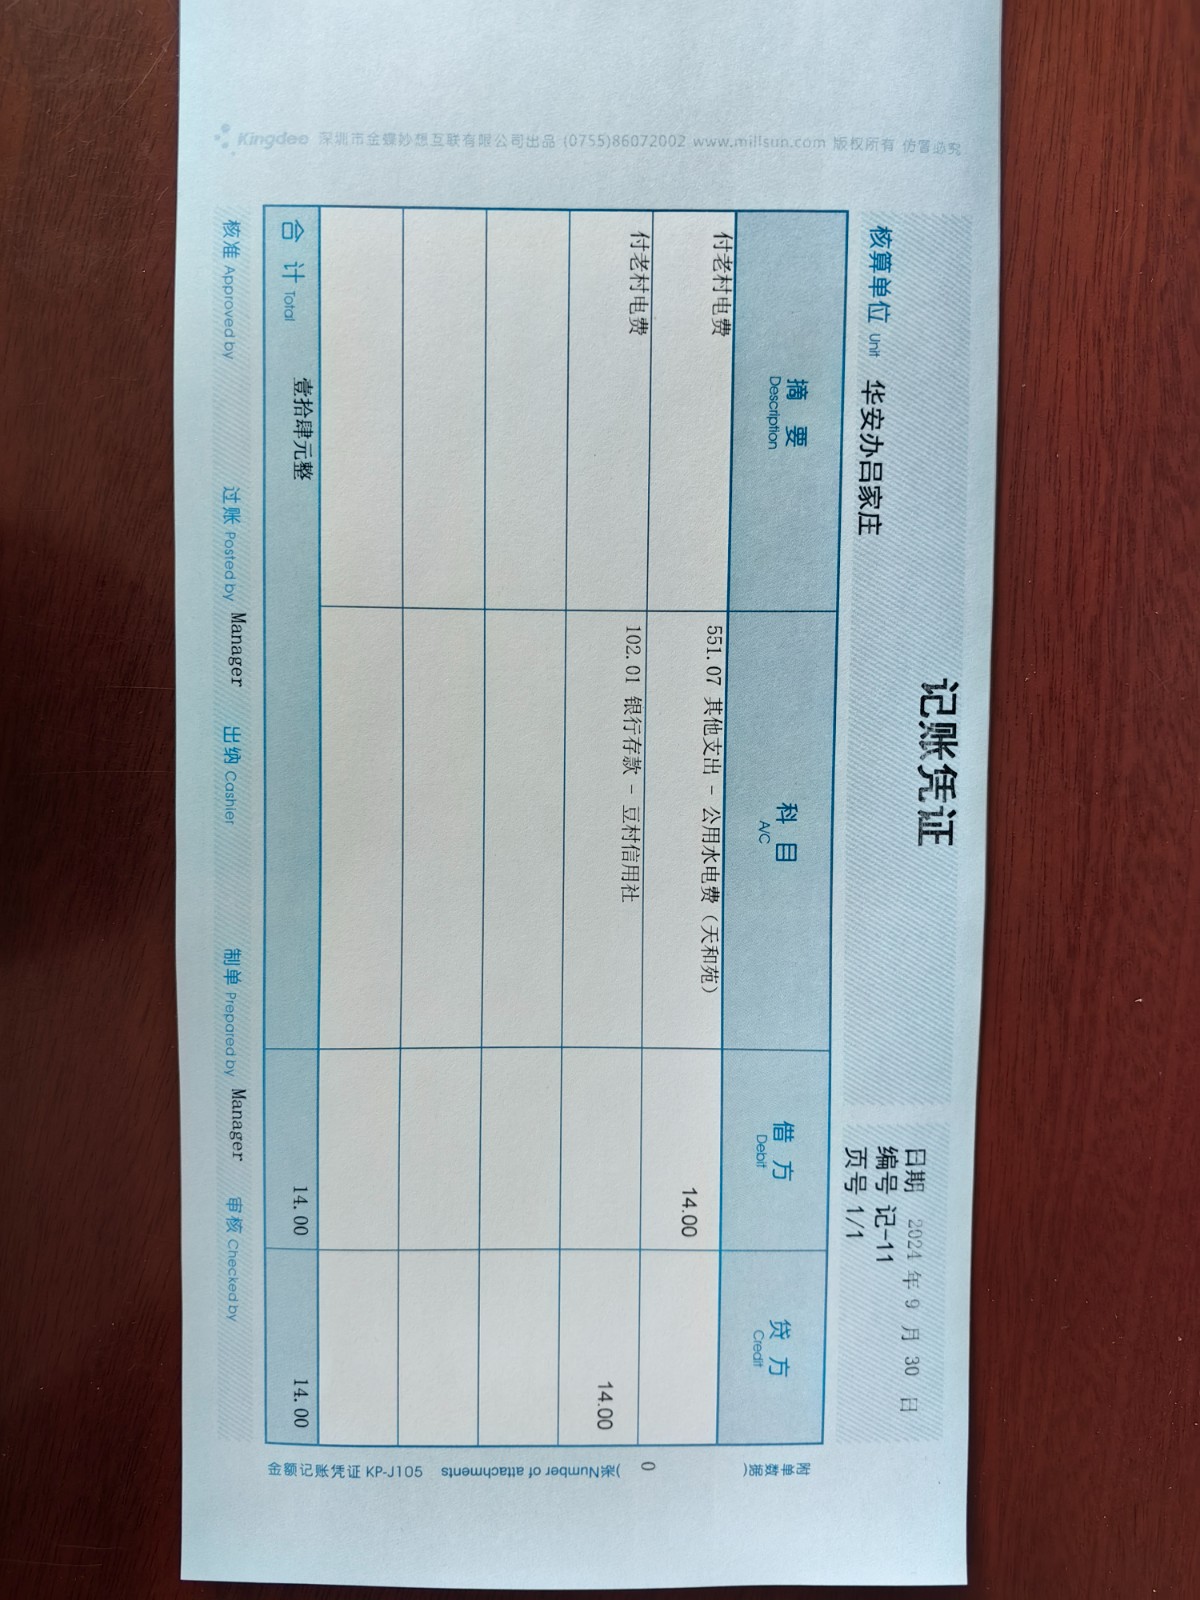 记账凭证
日期 2024 年 9 月 30 日
编号 记-11
核算单位 Unit 华安办吕家庄
页号 1/1
摘 要 Description 科 目 A/C 借 方 Debit 贷 方 Credit
付老村电费 551.07 其他支出 - 公用水电费（天和苑） 14.00
付老村电费 102.01 银行存款 - 豆村信用社 14.00
合 计 Total 壹拾肆元整 14.00 14.00
核准 Approved by 过账 Posted by Manager 出纳 Cashier 制单 Prepared by Manager 审核 Checked by
附单数据( 0 )张 Number of attachments
金额记账凭证 KP-J105
Kingdee 深圳市金蝶妙想互联有限公司出品 (0755)86072002 www.millsun.com 版权所有 仿冒必究